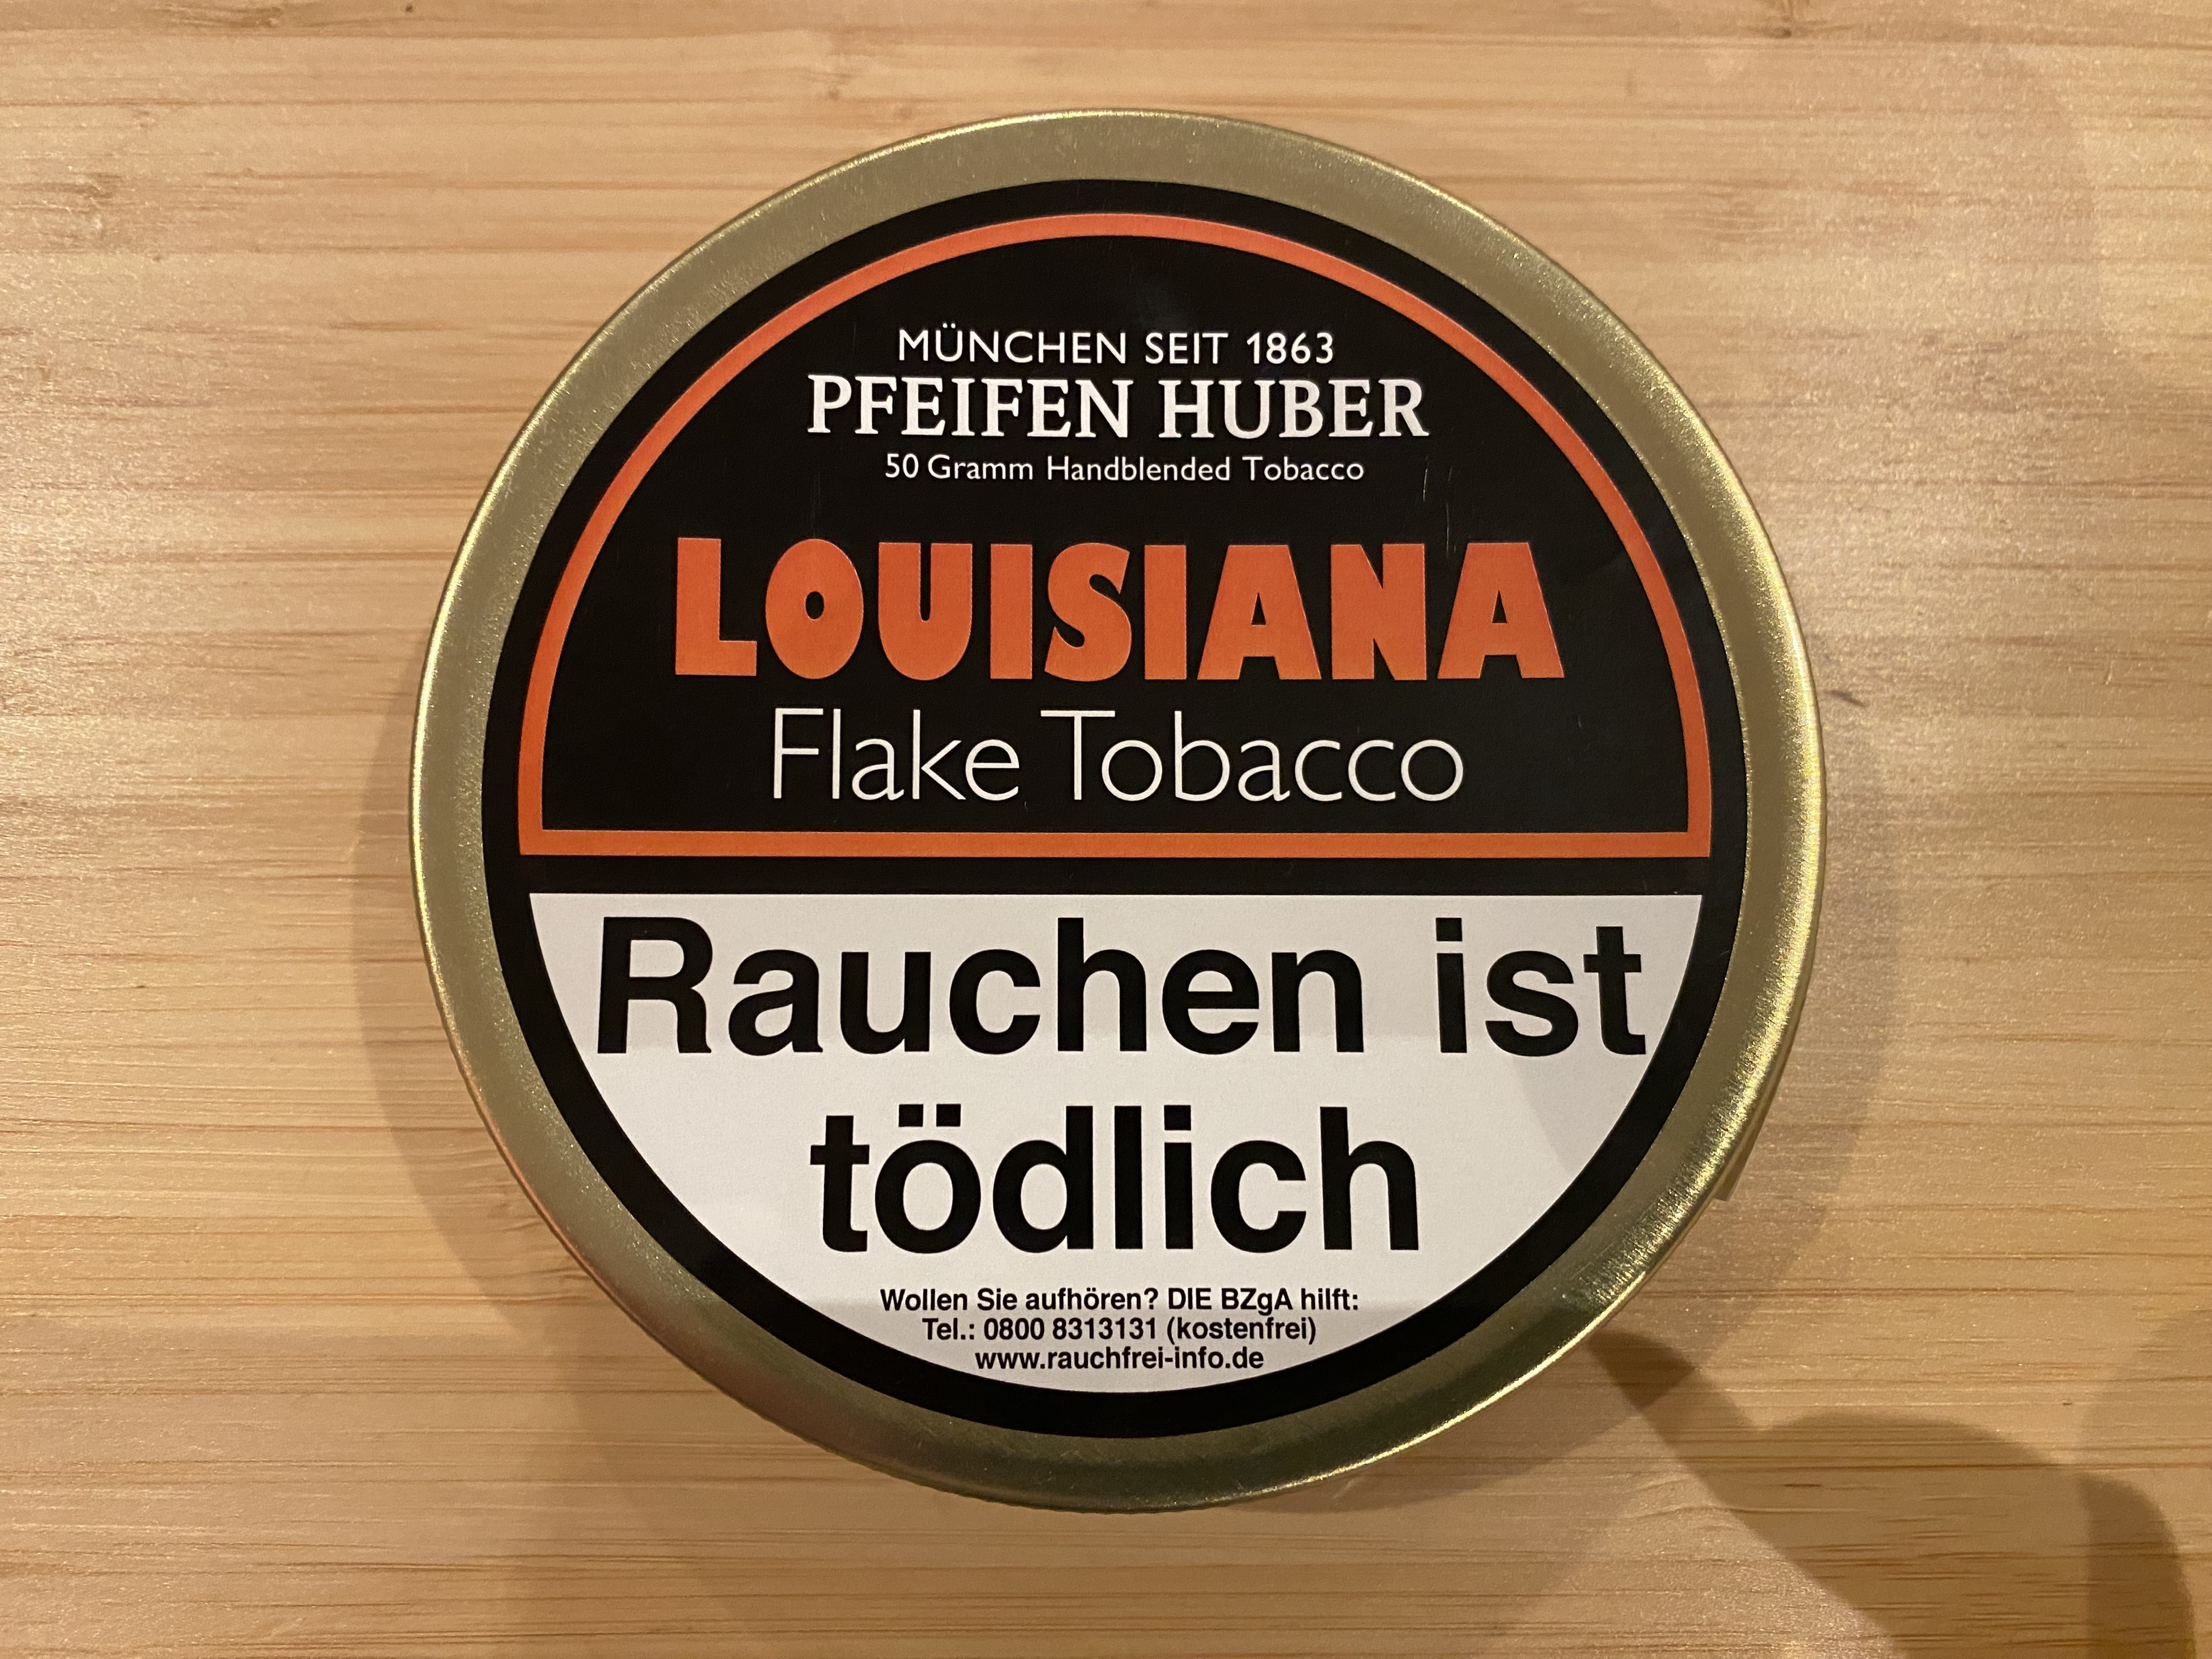 MÜNCHEN SEIT 1863
PFEIFEN HUBER
50 Gramm Handblended Tobacco
LOUISIANA
Flake Tobacco
Rauchen ist
tödlich
Wollen Sie aufhören? DIE BZgA hilft:
Tel.: 0800 8313131 (kostenfrei)
www.rauchfrei-info.de